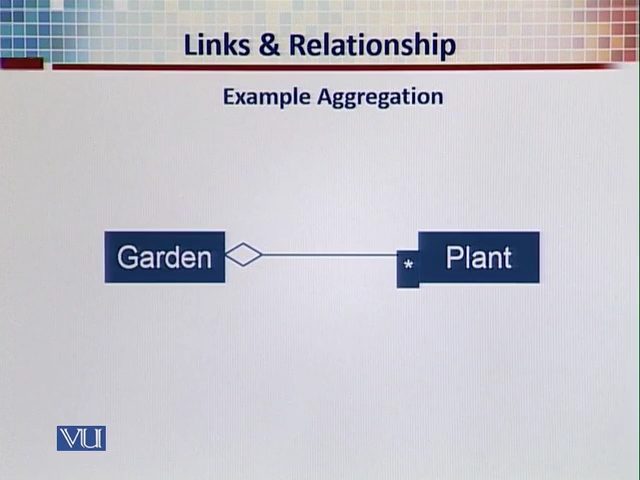 Links & Relationship
Example Aggregation
Garden
*
Plant
VU